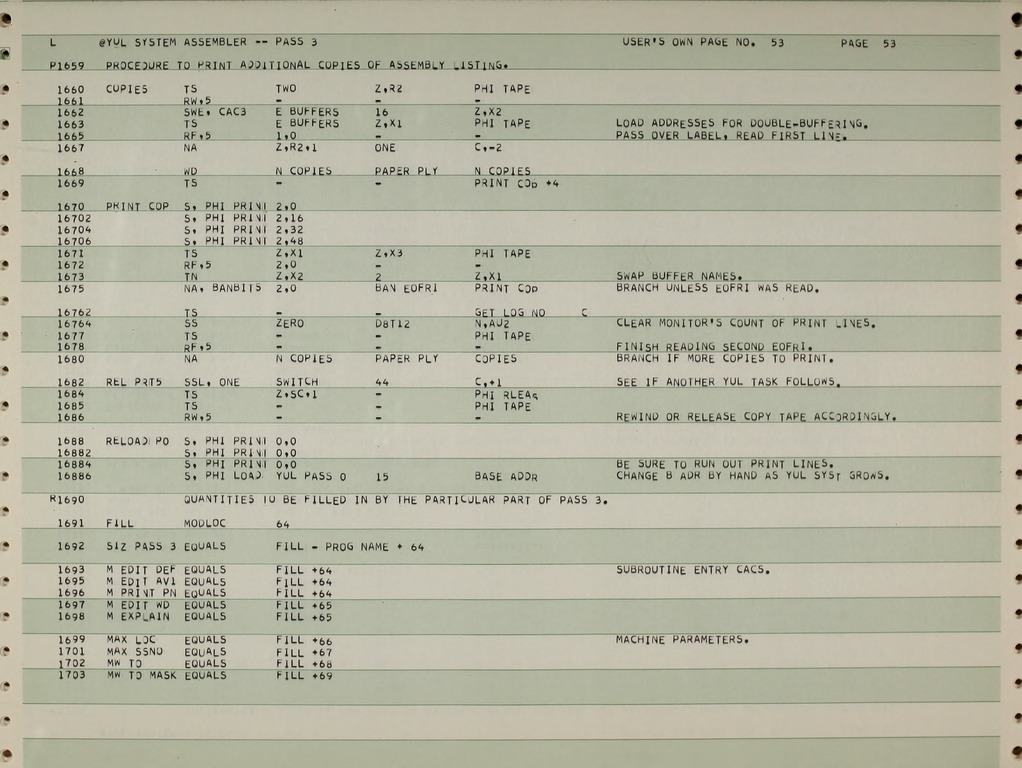 L @YUL SYSTEM ASSEMBLER -- PASS 3 USER'S OWN PAGE NO. 53 PAGE 53
P1659 PROCEDURE TO PRINT ADDITIONAL COPIES OF ASSEMBLY LISTING.
1660 COPIES TS TWO Z,R2 PHI TAPE
1661 RW,5 - - -
1662 SWE, CAC3 E BUFFERS 16 Z,X2
1663 TS E BUFFERS Z,X1 PHI TAPE LOAD ADDRESSES FOR DOUBLE-BUFFERING.
1665 RF,5 1,0 - - PASS OVER LABEL, READ FIRST LINE.
1667 NA Z,R2,1 ONE C,-2
1668 WD N COPIES PAPER PLY N COPIES
1669 TS - - PRINT COP +4
1670 PRINT COP S, PHI PRINT 2,0
16702 S, PHI PRINT 2,16
16704 S, PHI PRINT 2,32
16706 S, PHI PRINT 2,48
1671 TS Z,X1 Z,X3 PHI TAPE
1672 RF,5 2,0 - -
1673 TN Z,X2 2 Z,X1 SWAP BUFFER NAMES.
1675 NA, BANBITS 2,0 BAN EOFRI PRINT COP BRANCH UNLESS EOFRI WAS READ.
16762 TS - - GET LOG NO C
16764 SS ZERO D8T12 N,AU2 CLEAR MONITOR'S COUNT OF PRINT LINES.
1677 TS - - PHI TAPE
1678 RF,5 - - - FINISH READING SECOND EOFRI.
1680 NA N COPIES PAPER PLY COPIES BRANCH IF MORE COPIES TO PRINT.
1682 REL PRT5 SSL, ONE SWITCH 44 C,+1 SEE IF ANOTHER YUL TASK FOLLOWS.
1684 TS Z,SC,1 - PHI RLEAS
1685 TS - - PHI TAPE
1686 RW,5 - - - REWIND OR RELEASE COPY TAPE ACCORDINGLY.
1688 RELOAD P0 S, PHI PRINT 0,0
16882 S, PHI PRINT 0,0
16884 S, PHI PRINT 0,0 BE SURE TO RUN OUT PRINT LINES.
16886 S, PHI LOAD YUL PASS 0 15 BASE ADDR CHANGE B ADR BY HAND AS YUL SYST GROWS.
R1690 QUANTITIES TO BE FILLED IN BY THE PARTICULAR PART OF PASS 3.
1691 FILL MODLOC 64
1692 SIZ PASS 3 EQUALS FILL - PROG NAME + 64
1693 M EDIT DEF EQUALS FILL +64 SUBROUTINE ENTRY CACS.
1695 M EDIT AV1 EQUALS FILL +64
1696 M PRINT PN EQUALS FILL +64
1697 M EDIT WD EQUALS FILL +65
1698 M EXPLAIN EQUALS FILL +65
1699 MAX LOC EQUALS FILL +66 MACHINE PARAMETERS.
1701 MAX SSNO EQUALS FILL +67
1702 MW TO EQUALS FILL +68
1703 MW TO MASK EQUALS FILL +69